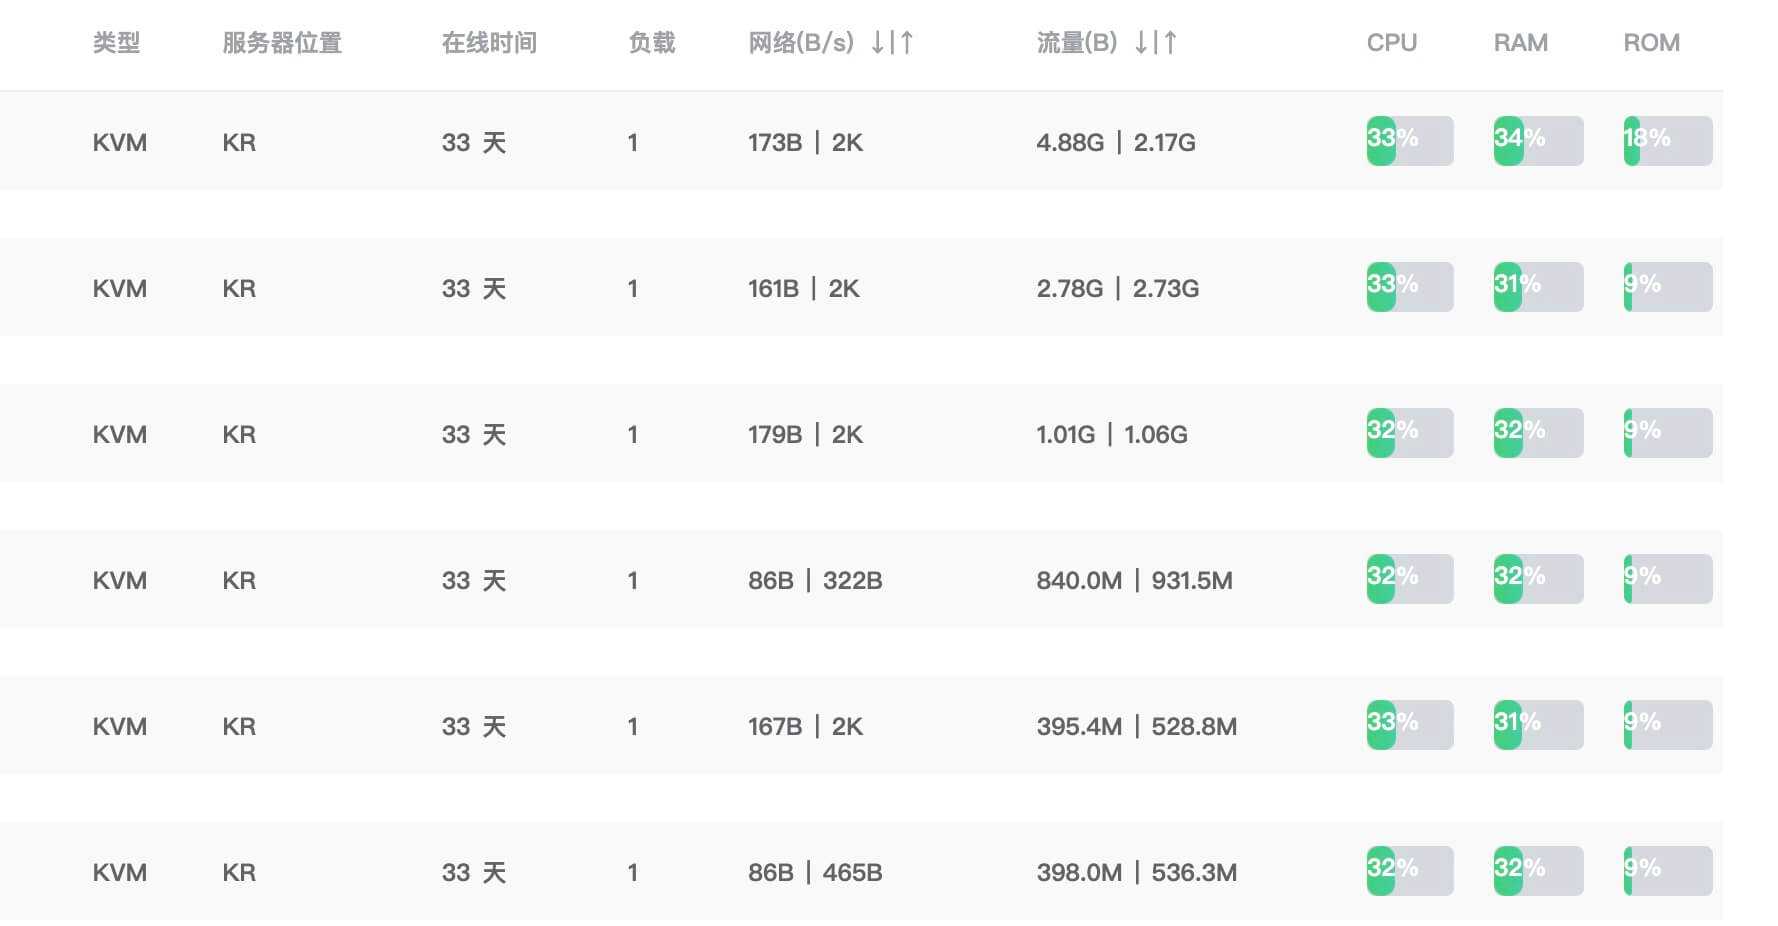 类型 服务器位置 在线时间 负载 网络(B/s) ↓|↑ 流量(B) ↓|↑ CPU RAM ROM
KVM KR 33 天 1 173B | 2K 4.88G | 2.17G 33% 34% 18%
KVM KR 33 天 1 161B | 2K 2.78G | 2.73G 33% 31% 9%
KVM KR 33 天 1 179B | 2K 1.01G | 1.06G 32% 32% 9%
KVM KR 33 天 1 86B | 322B 840.0M | 931.5M 32% 32% 9%
KVM KR 33 天 1 167B | 2K 395.4M | 528.8M 33% 31% 9%
KVM KR 33 天 1 86B | 465B 398.0M | 536.3M 32% 32% 9%